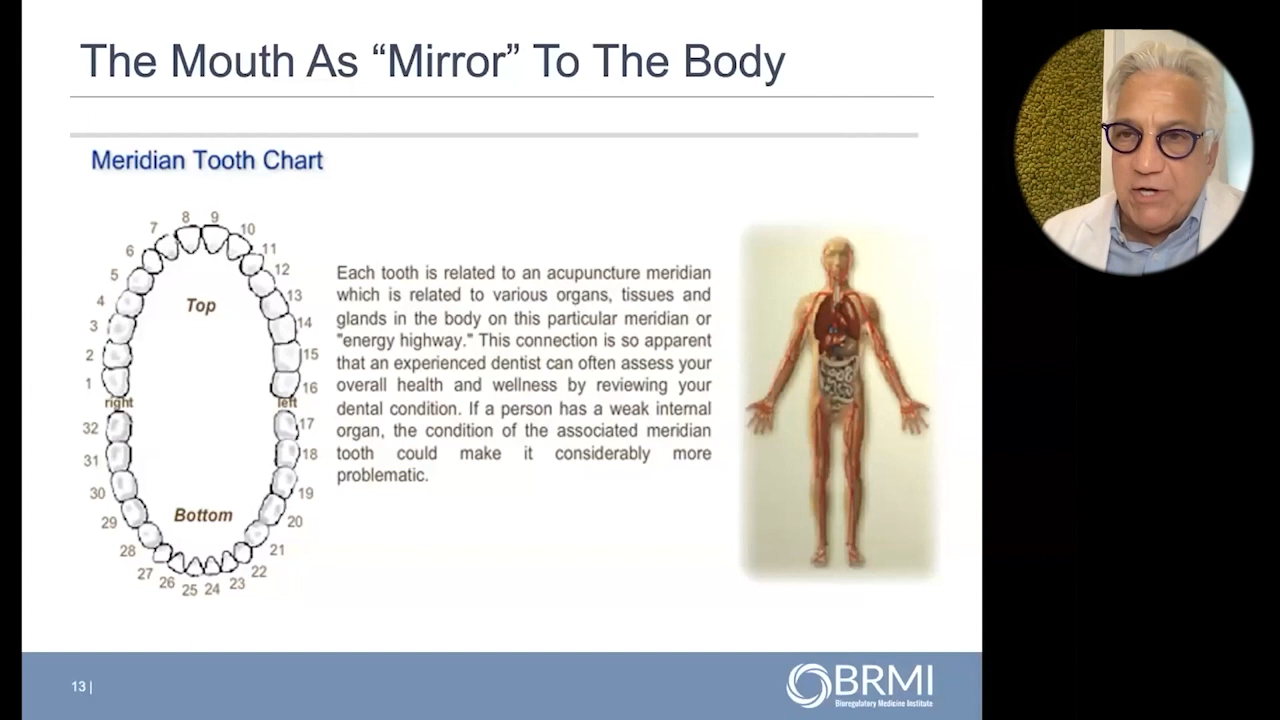 The Mouth As “Mirror” To The Body
Meridian Tooth Chart
8 9
7 10
6 11
5 12
4 13
3 14
2 15
1 16
right left
32 17
31 18
30 19
29 20
28 21
27 22
26 23
25 24
Top
Bottom
Each tooth is related to an acupuncture meridian
which is related to various organs, tissues and
glands in the body on this particular meridian or
"energy highway." This connection is so apparent
that an experienced dentist can often assess your
overall health and wellness by reviewing your
dental condition. If a person has a weak internal
organ, the condition of the associated meridian
tooth could make it considerably more
problematic.
13 |
BRMI
Bioregulatory Medicine Institute